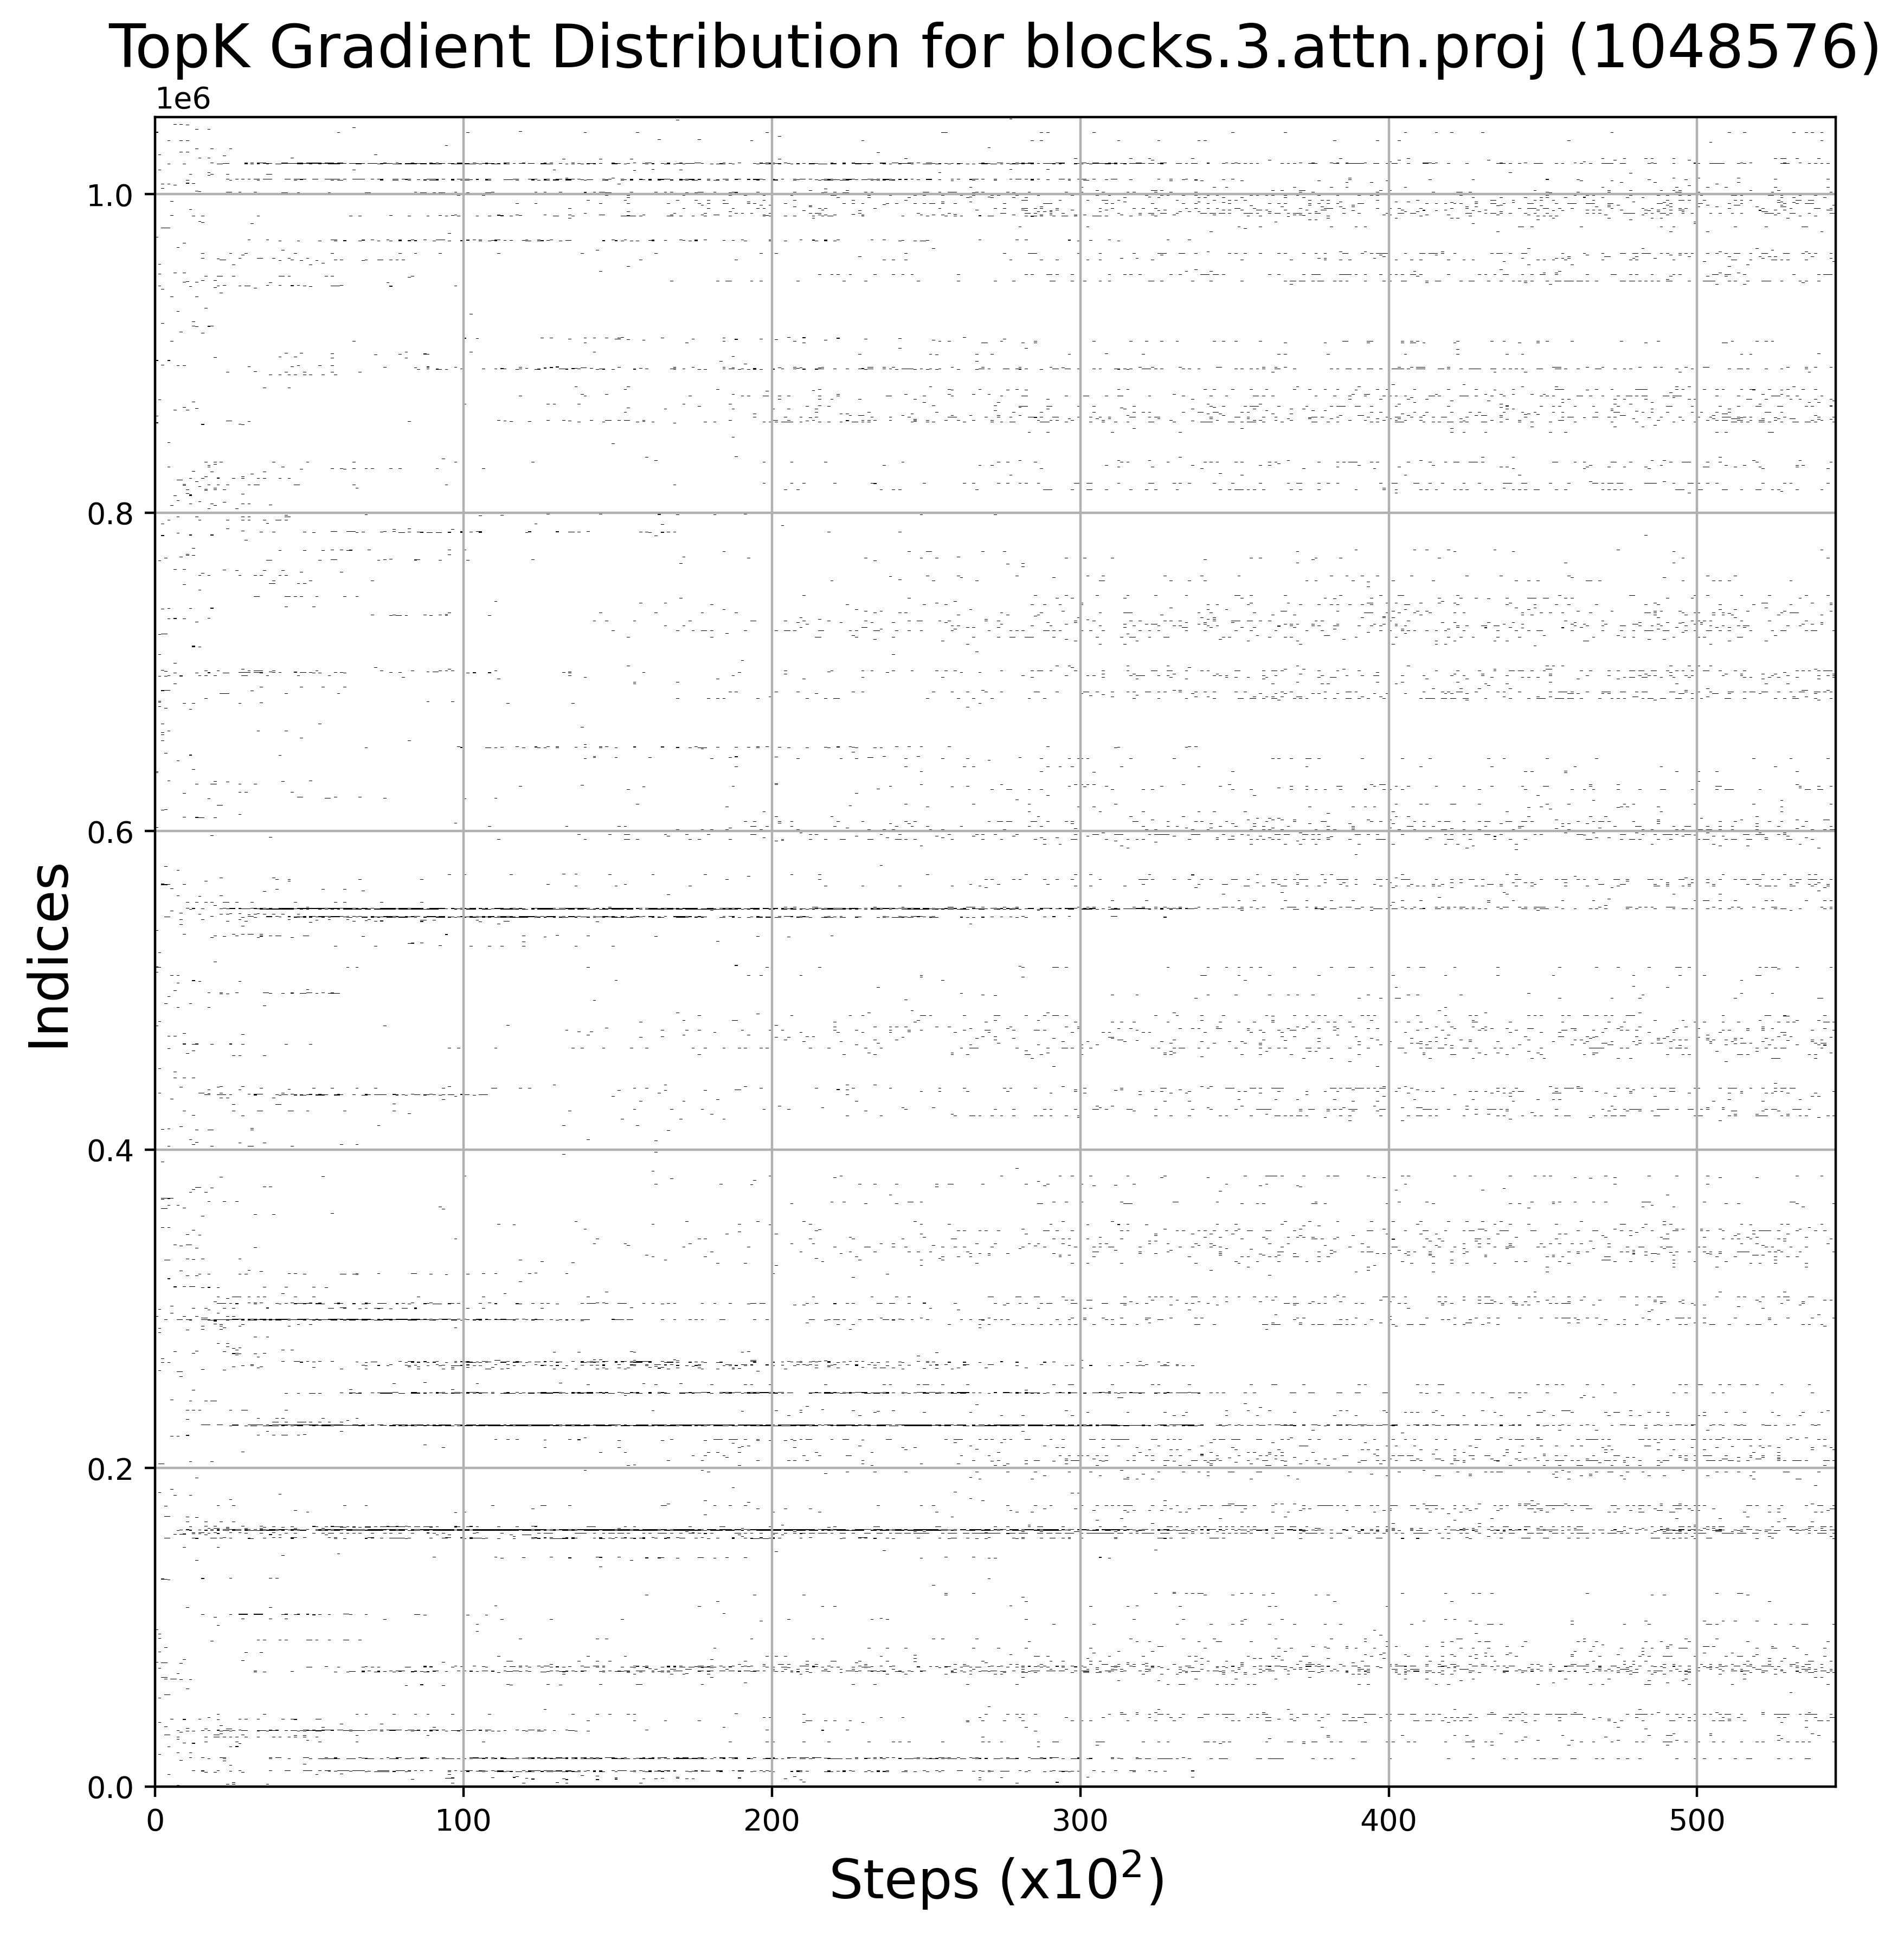 TopK Gradient Distribution for blocks.3.attn.proj (1048576)
1e6
1.0
0.8
0.6
0.4
0.2
0.0
Indices
0 100 200 300 400 500
Steps (x10²)